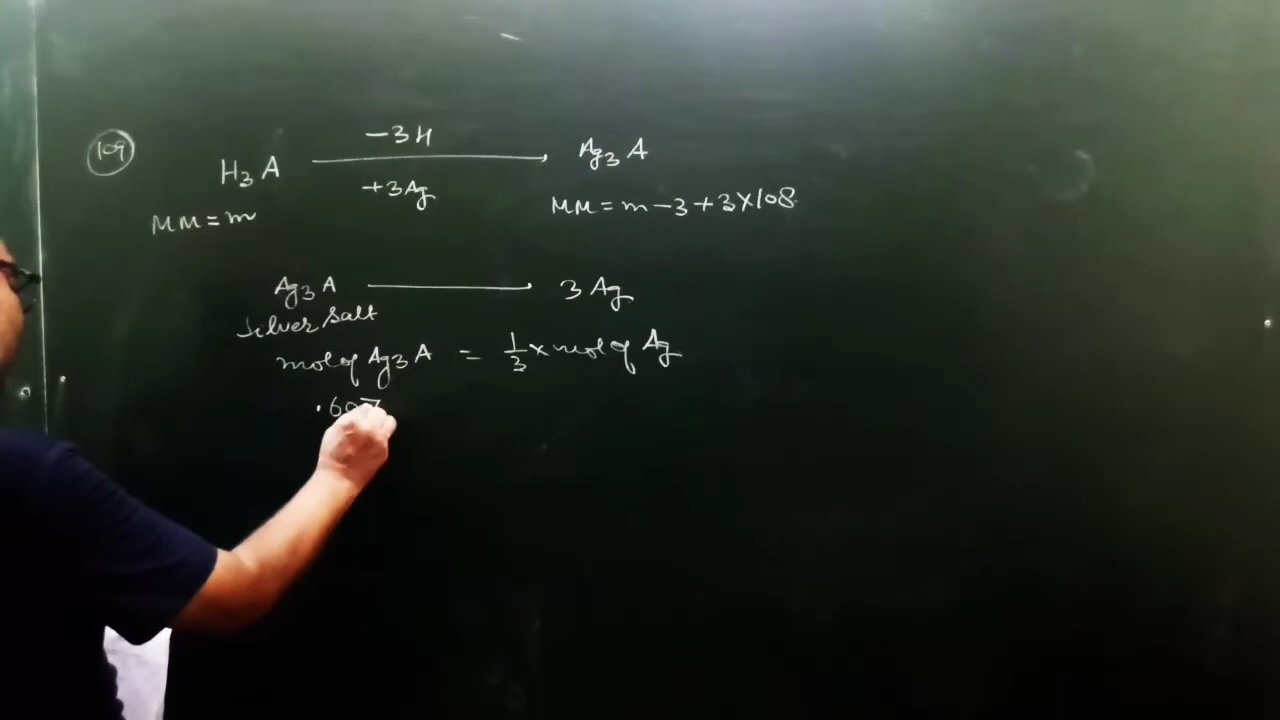 109
-3H
H3A ⟶ Ag3A
+3Ag
MM = m
MM = m-3+3×108
Ag3A ⟶ 3Ag
Silver Salt
mol of Ag3A = 1/3 × mol of Ag
.607